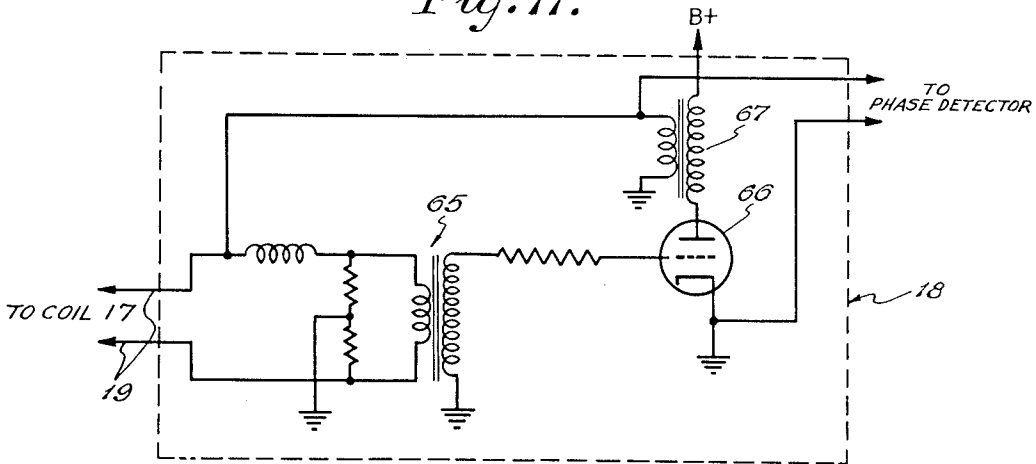 Fig. 11.
B+
TO
PHASE DETECTOR
67
66
65
18
TO COIL 17
19